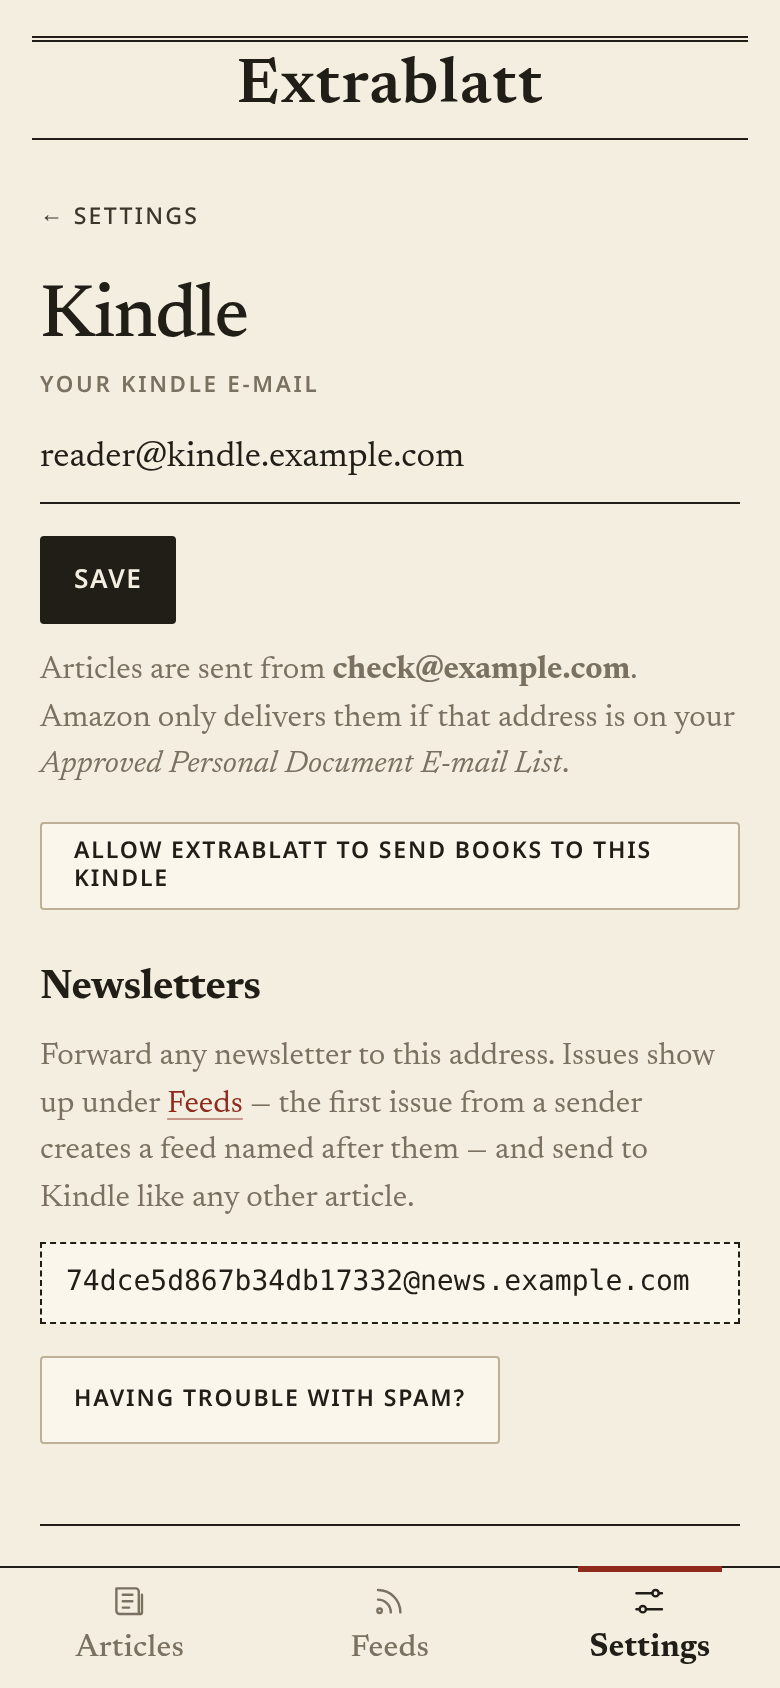 Extrablatt
← SETTINGS
Kindle
YOUR KINDLE E-MAIL
reader@kindle.example.com
SAVE
Articles are sent from check@example.com.
Amazon only delivers them if that address is on your
Approved Personal Document E-mail List.
ALLOW EXTRABLATT TO SEND BOOKS TO THIS
KINDLE
Newsletters
Forward any newsletter to this address. Issues show
up under Feeds – the first issue from a sender
creates a feed named after them – and send to
Kindle like any other article.
74dce5d867b34db17332@news.example.com
HAVING TROUBLE WITH SPAM?
Articles
Feeds
Settings